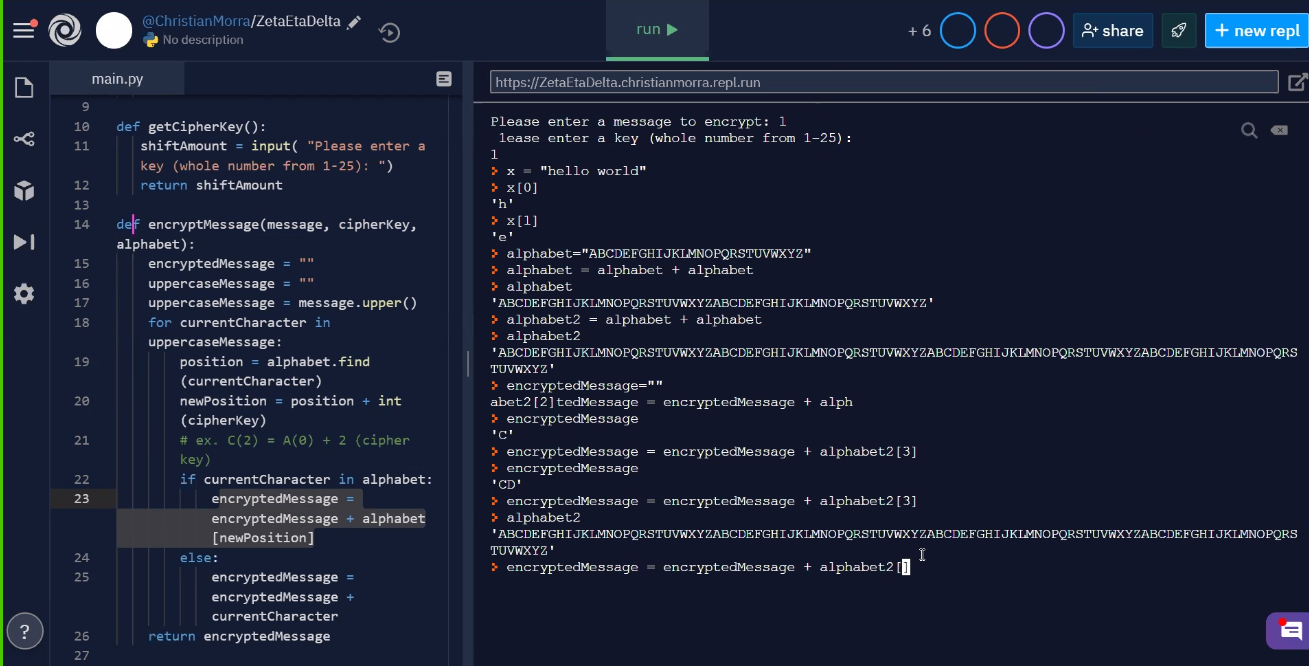 @ChristianMorra/ZetaEtaDelta
No description
run
+ 6
share
+ new repl
main.py
https://ZetaEtaDelta.christianmorra.repl.run
9
10 def getCipherKey():
11 shiftAmount = input( "Please enter a
key (whole number from 1-25): ")
12 return shiftAmount
13
14 def encryptMessage(message, cipherKey,
alphabet):
15 encryptedMessage = ""
16 uppercaseMessage = ""
17 uppercaseMessage = message.upper()
18 for currentCharacter in
uppercaseMessage:
19 position = alphabet.find
(currentCharacter)
20 newPosition = position + int
(cipherKey)
21 # ex. C(2) = A(0) + 2 (cipher
key)
22 if currentCharacter in alphabet:
23 encryptedMessage =
encryptedMessage + alphabet
[newPosition]
24 else:
25 encryptedMessage =
encryptedMessage +
currentCharacter
26 return encryptedMessage
27
?
Please enter a message to encrypt: l
lease enter a key (whole number from 1-25):
1
> x = "hello world"
> x[0]
'h'
> x[1]
'e'
> alphabet="ABCDEFGHIJKLMNOPQRSTUVWXYZ"
> alphabet = alphabet + alphabet
> alphabet
'ABCDEFGHIJKLMNOPQRSTUVWXYZABCDEFGHIJKLMNOPQRSTUVWXYZ'
> alphabet2 = alphabet + alphabet
> alphabet2
'ABCDEFGHIJKLMNOPQRSTUVWXYZABCDEFGHIJKLMNOPQRSTUVWXYZABCDEFGHIJKLMNOPQRSTUVWXYZABCDEFGHIJKLMNOPQRS
TUVWXYZ'
> encryptedMessage=""
abet2[2]tedMessage = encryptedMessage + alph
> encryptedMessage
'C'
> encryptedMessage = encryptedMessage + alphabet2[3]
> encryptedMessage
'CD'
> encryptedMessage = encryptedMessage + alphabet2[3]
> alphabet2
'ABCDEFGHIJKLMNOPQRSTUVWXYZABCDEFGHIJKLMNOPQRSTUVWXYZABCDEFGHIJKLMNOPQRSTUVWXYZABCDEFGHIJKLMNOPQRS
TUVWXYZ'
> encryptedMessage = encryptedMessage + alphabet2[]